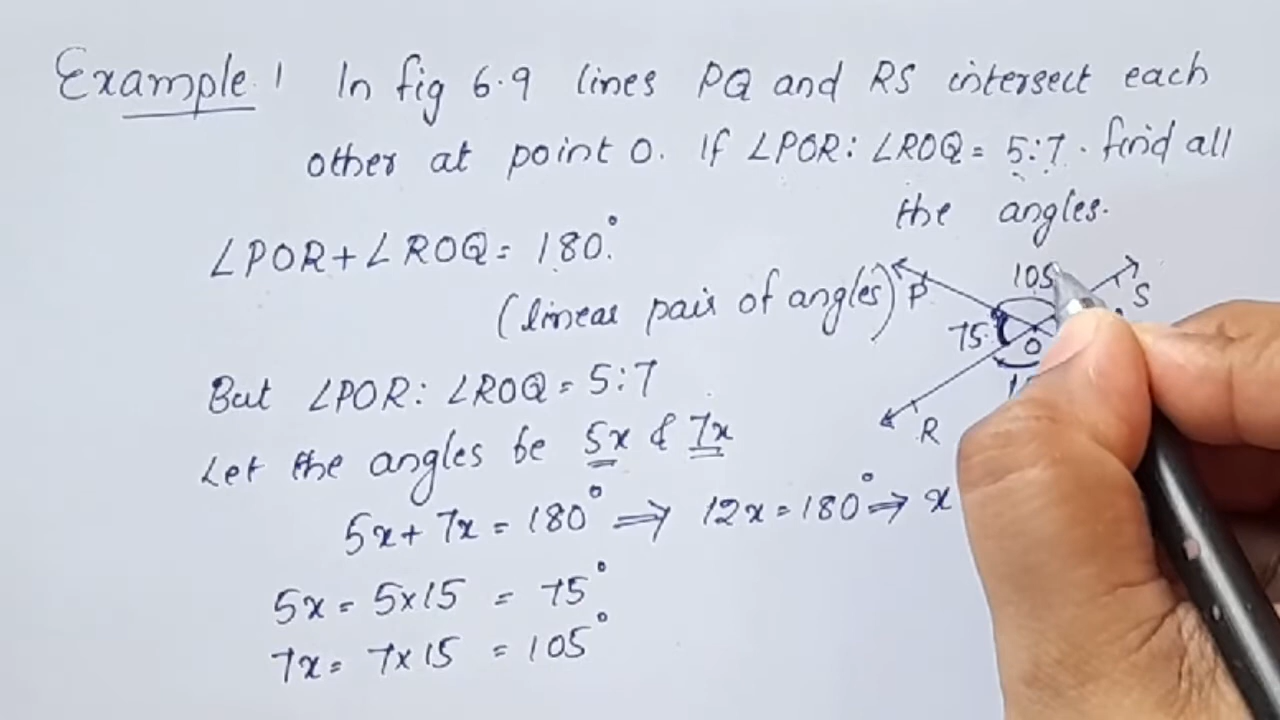 Example. 1 In fig 6.9 lines PQ and RS intersect each
other at point O. If ∠POR : ∠ROQ = 5:7. find all
the angles.
∠POR + ∠ROQ = 180°.
(linear pair of angles)
But ∠POR : ∠ROQ = 5:7
Let the angles be 5x & 7x
5x + 7x = 180° ⇒ 12x = 180° ⇒ x
5x = 5x15 = 75°
7x = 7x15 = 105°
P
105
S
75
O
R